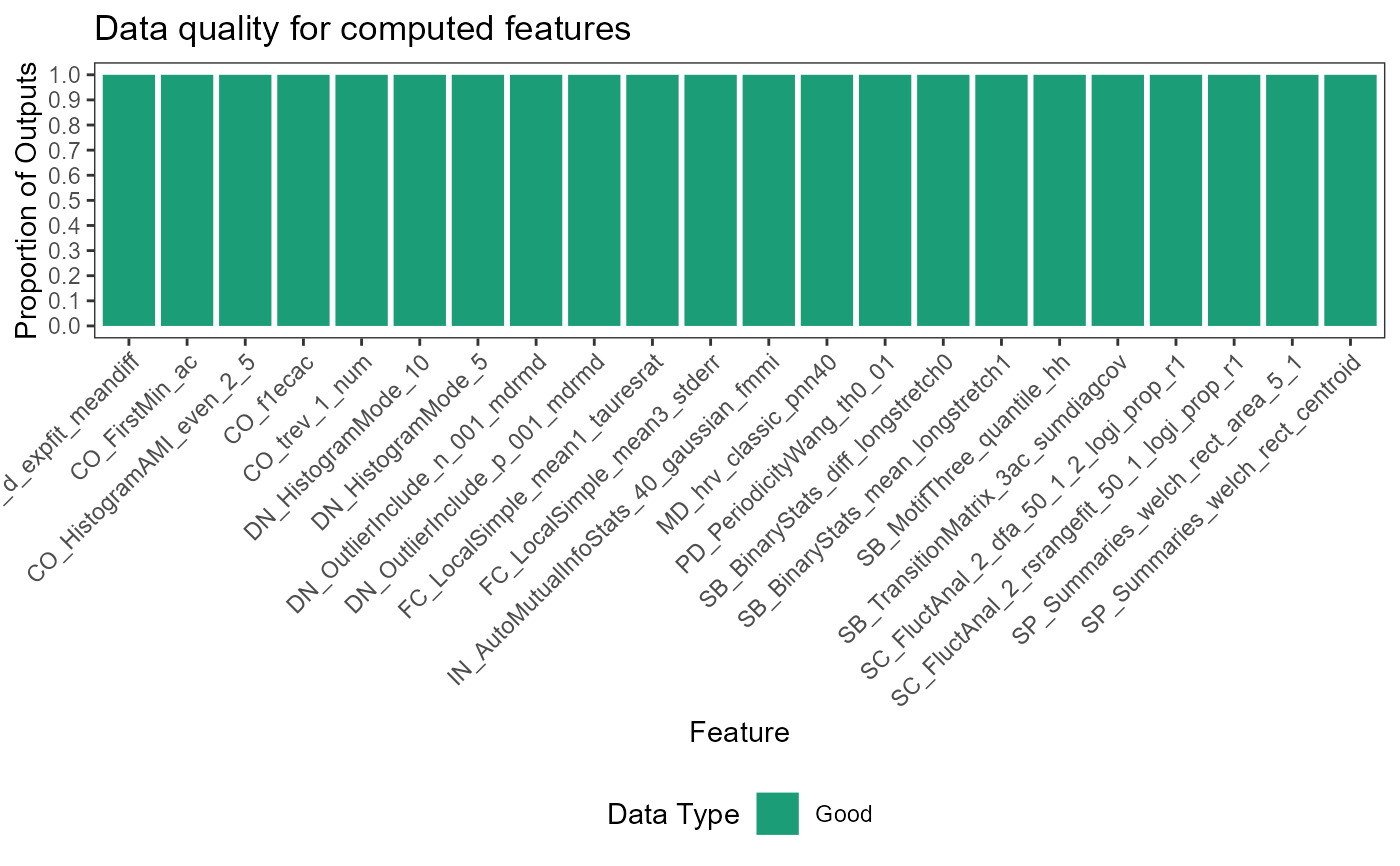 Data quality for computed features
Proportion of Outputs
1.0
0.9
0.8
0.7
0.6
0.5
0.4
0.3
0.2
0.1
0.0
_d_expfit_meandiff
CO_FirstMin_ac
CO_HistogramAMI_even_2_5
CO_f1ecac
CO_trev_1_num
DN_HistogramMode_10
DN_HistogramMode_5
DN_OutlierInclude_n_001_mdrmd
DN_OutlierInclude_p_001_mdrmd
FC_LocalSimple_mean1_tauresrat
FC_LocalSimple_mean3_stderr
IN_AutoMutualInfoStats_40_gaussian_fmmi
MD_hrv_classic_pnn40
PD_PeriodicityWang_th0_01
SB_BinaryStats_diff_longstretch0
SB_BinaryStats_mean_longstretch1
SB_MotifThree_quantile_hh
SB_TransitionMatrix_3ac_sumdiagcov
SC_FluctAnal_2_dfa_50_1_2_logi_prop_r1
SC_FluctAnal_2_rsrangefit_50_1_logi_prop_r1
SP_Summaries_welch_rect_area_5_1
SP_Summaries_welch_rect_centroid
Feature
Data Type
Good